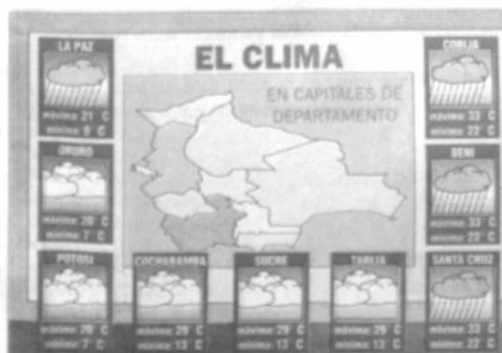 EL CLIMA
EN CAPITALES DE
DEPARTAMENTO
LA PAZ
máxima: 21 C
mínima: 9 C
ORURO
máxima: 20 C
mínima: 7 C
POTOSI
máxima: 20 C
mínima: 7 C
COCHABAMBA
máxima: 29 C
mínima: 13 C
SUCRE
máxima: 29 C
mínima: 13 C
TARIJA
máxima: 29 C
mínima: 13 C
COBIJA
máxima: 33 C
mínima: 22 C
BENI
máxima: 33 C
mínima: 22 C
SANTA CRUZ
máxima: 33 C
mínima: 22 C